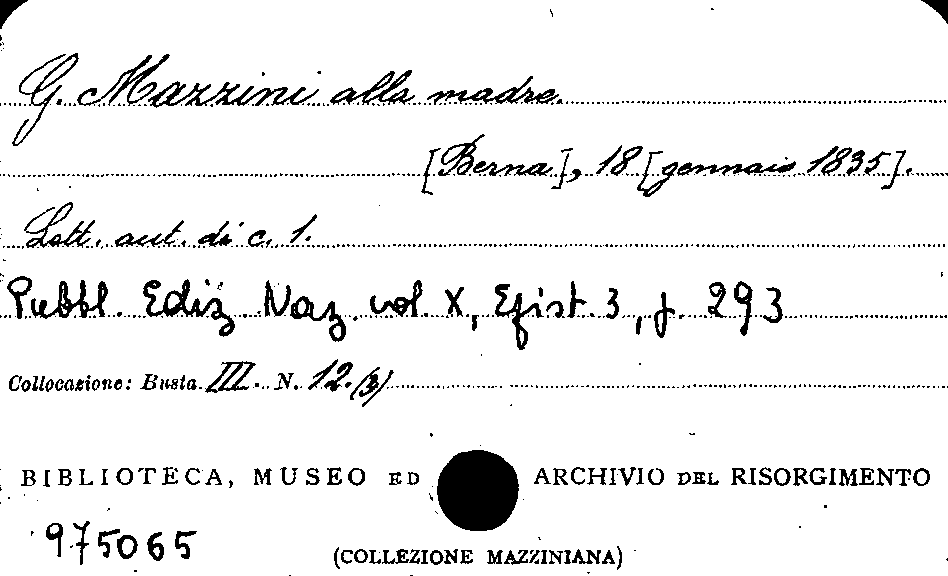 G. Mazzini alla madre.
[Berna], 18 [gennaio 1835].
Lett. aut. di c. 1.
Pubbl. Ediz. Naz. vol. X, Epist. 3, p. 293
Collocazione: Busta III. N. 12.(3)
BIBLIOTECA, MUSEO ED ARCHIVIO DEL RISORGIMENTO
975065
(COLLEZIONE MAZZINIANA)